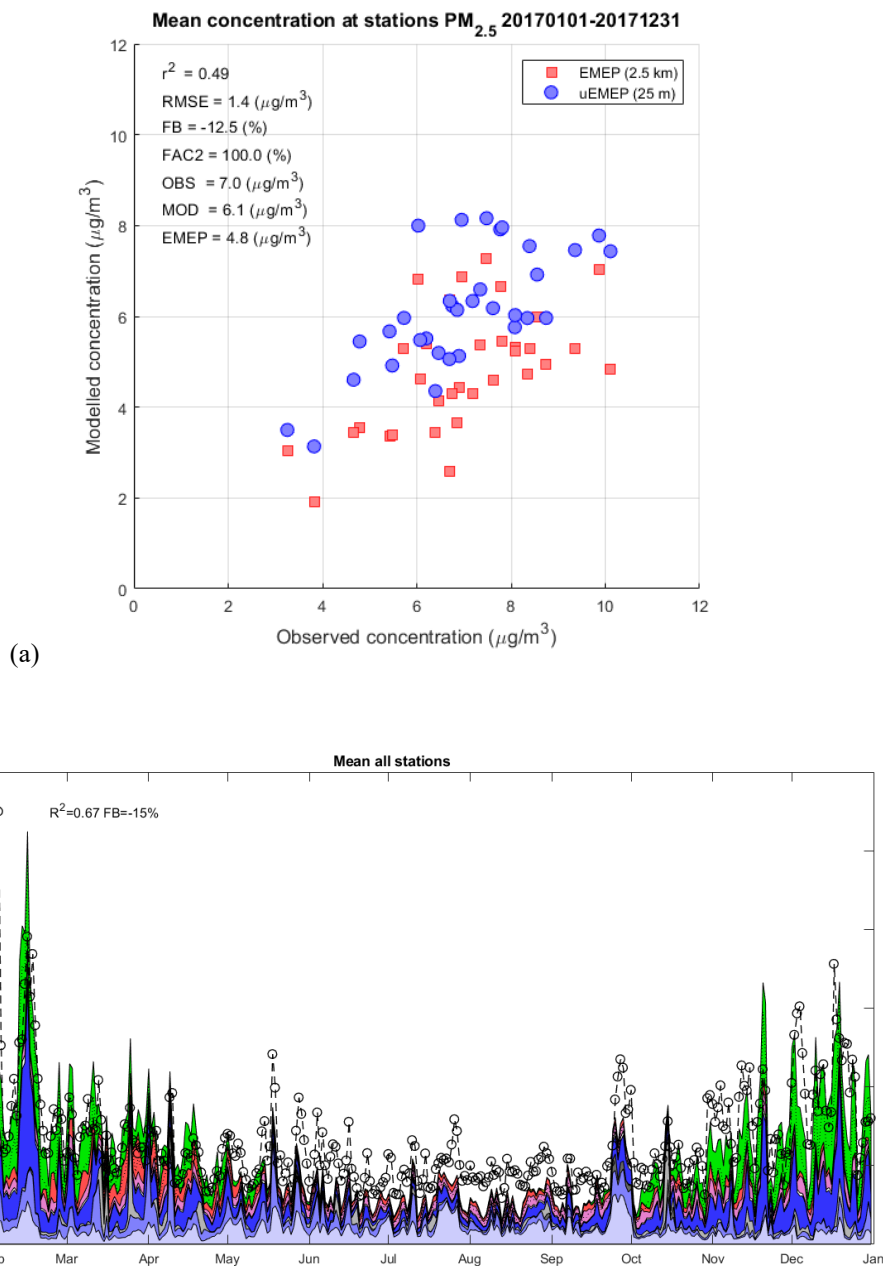 Mean concentration at stations PM2.5 20170101-20171231
12
10
8
6
4
2
0
r2 = 0.49
RMSE = 1.4 (μg/m3)
FB = -12.5 (%)
FAC2 = 100.0 (%)
OBS = 7.0 (μg/m3)
MOD = 6.1 (μg/m3)
EMEP = 4.8 (μg/m3)
EMEP (2.5 km)
uEMEP (25 m)
Modelled concentration (μg/m3)
0 2 4 6 8 10 12
Observed concentration (μg/m3)
(a)
Mean all stations
R2=0.67 FB=-15%
Mar Apr May Jun Jul Aug Sep Oct Nov Dec Jan